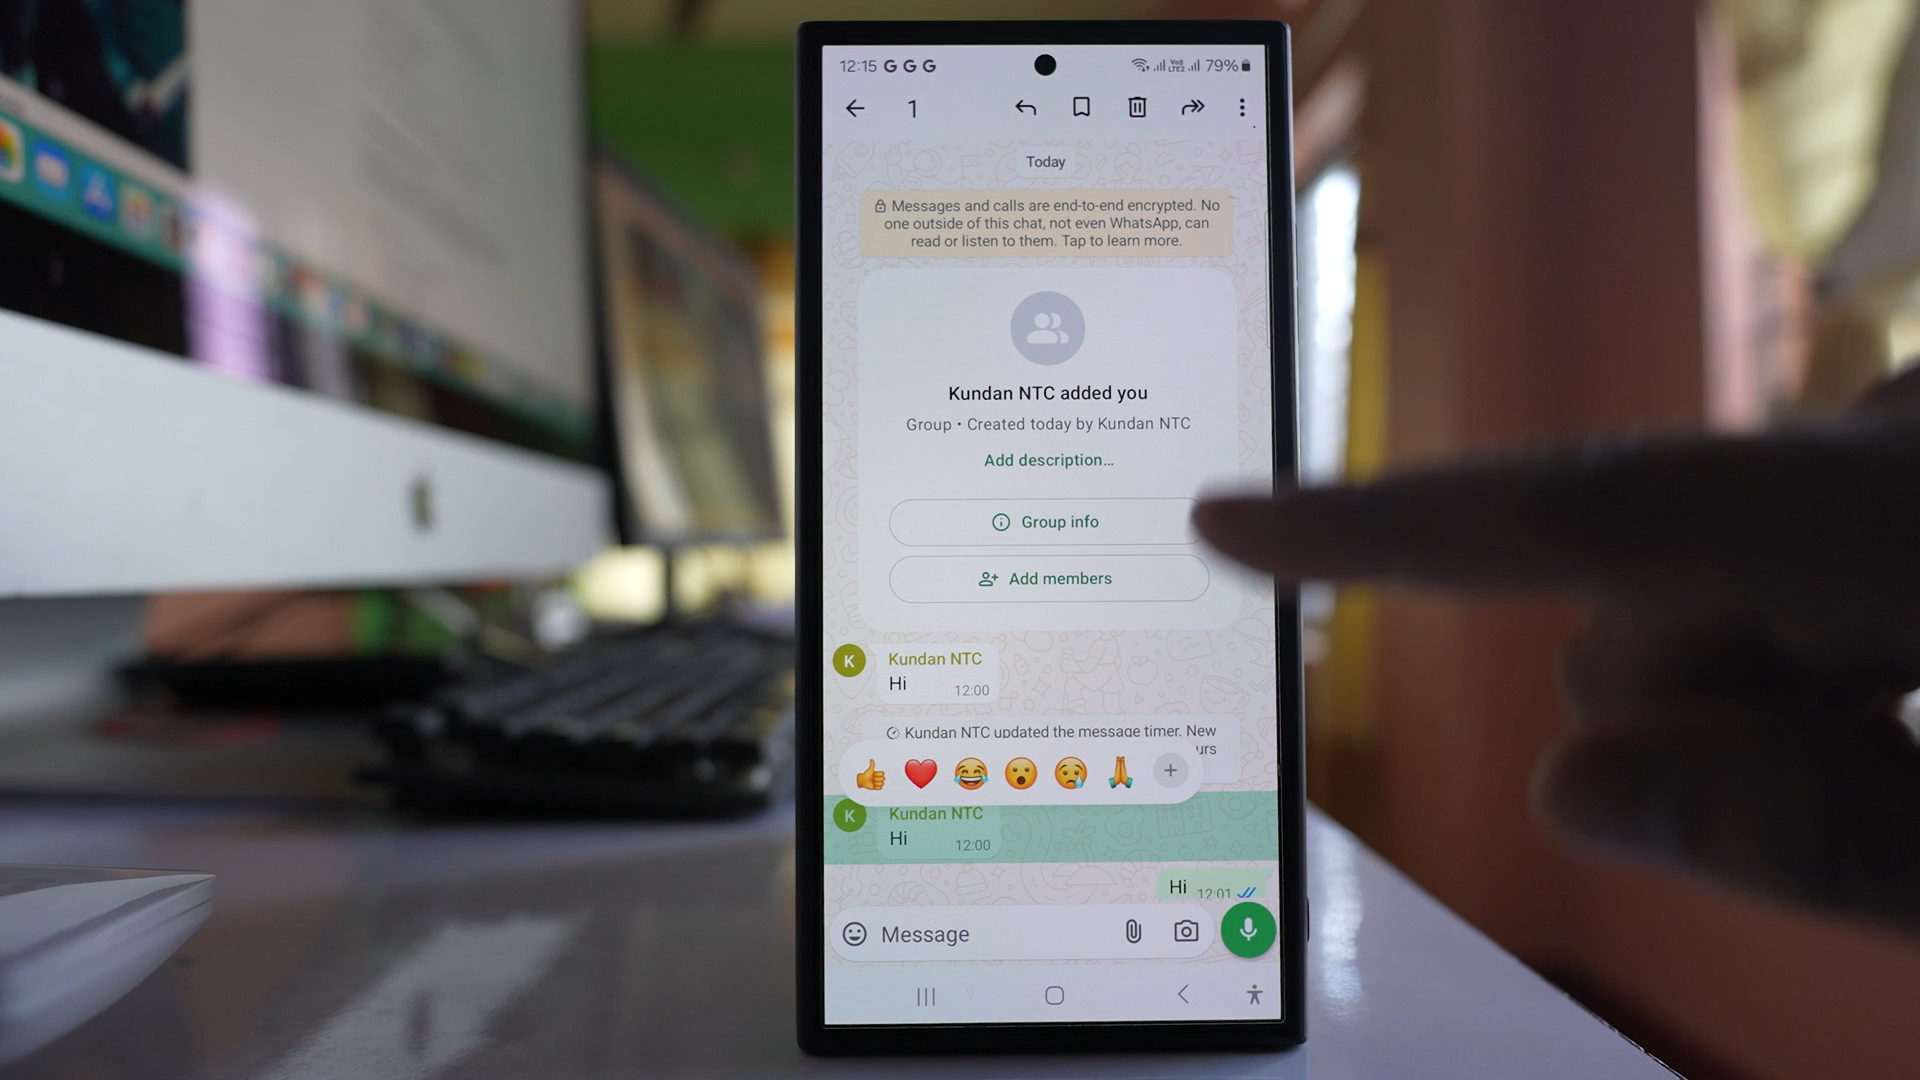 12:15 G G G 79%
1
Today
Messages and calls are end-to-end encrypted. No
one outside of this chat, not even WhatsApp, can
read or listen to them. Tap to learn more.
Kundan NTC added you
Group • Created today by Kundan NTC
Add description...
Group info
Add members
K Kundan NTC
Hi 12:00
Kundan NTC updated the message timer. New
urs
K Kundan NTC
Hi 12:00
Hi 12:01
Message